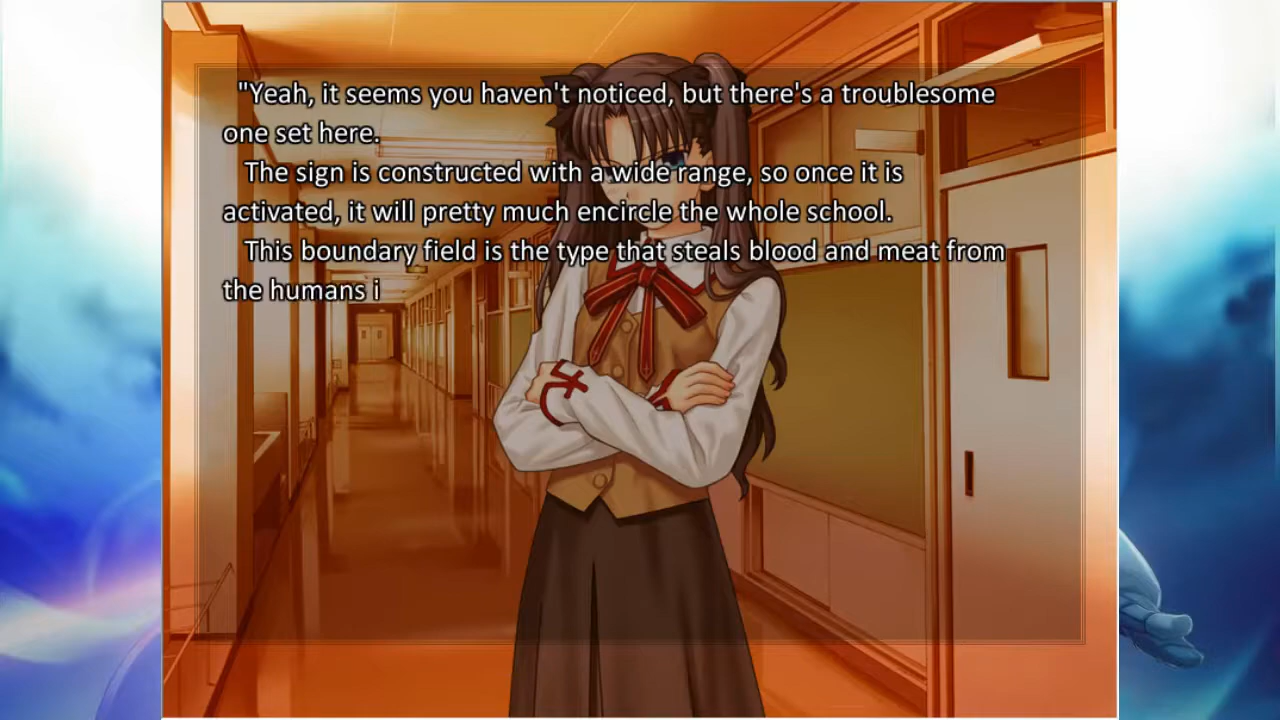 "Yeah, it seems you haven't noticed, but there's a troublesome
one set here.
The sign is constructed with a wide range, so once it is
activated, it will pretty much encircle the whole school.
This boundary field is the type that steals blood and meat from
the humans i